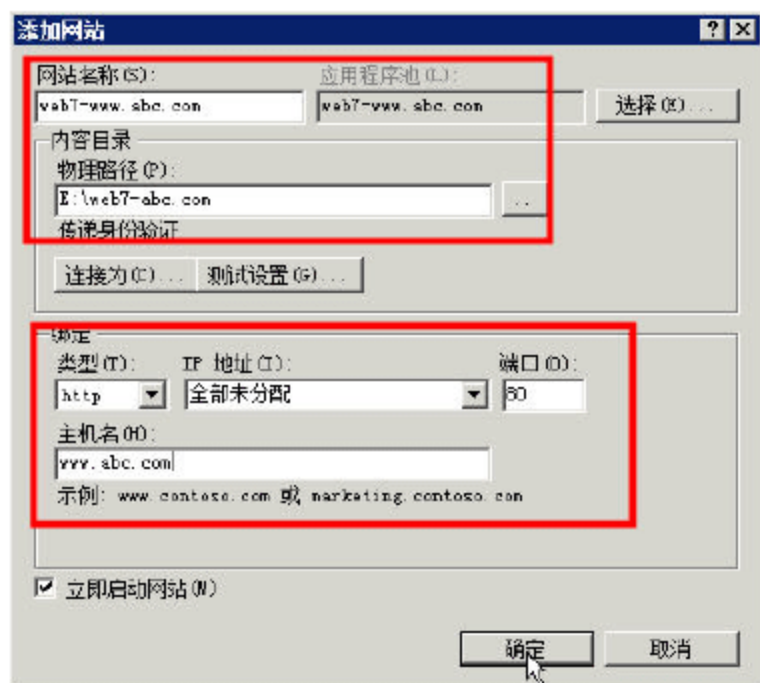 添加网站
网站名称(S): 应用程序池(L):
web7-www.abc.com web7-www.abc.com 选择(E)...
内容目录
物理路径(P):
E:\web7-abc.com ..
传递身份验证
连接为(C)... 测试设置(G)...
绑定
类型(T): IP 地址(I): 端口(O):
http 全部未分配 80
主机名(H):
www.abc.com
示例: www.contoso.com 或 marketing.contoso.com
立即启动网站(M)
确定 取消